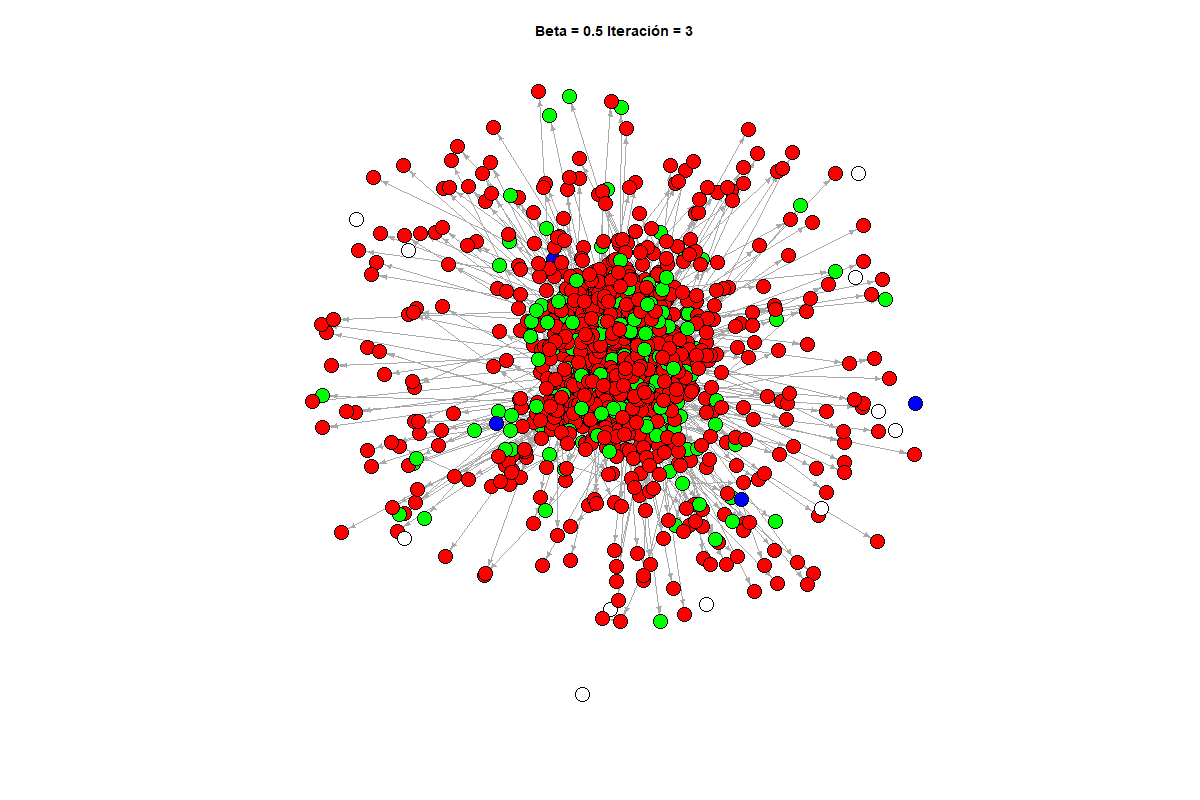 Beta = 0.5 Iteración = 3